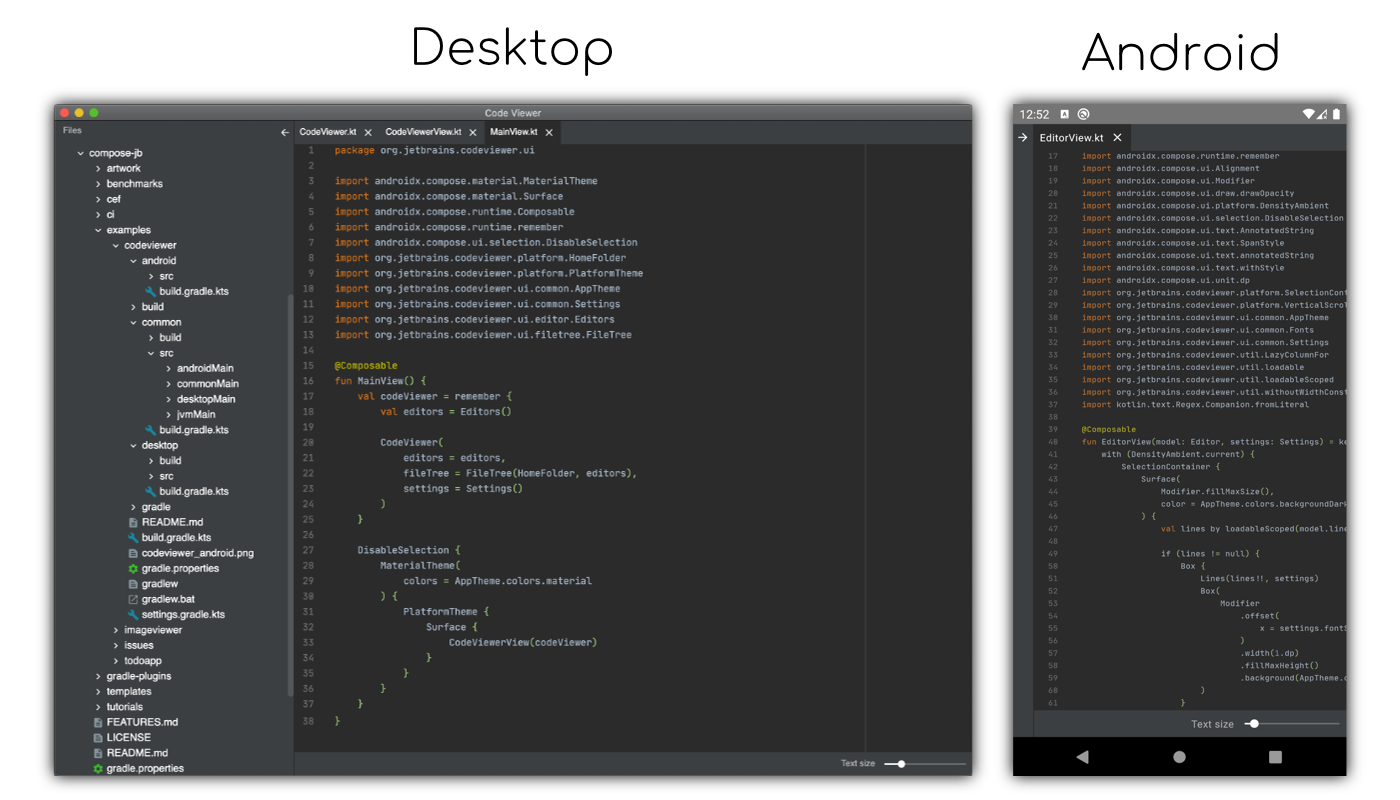 Desktop
Android
Code Viewer
Files
compose-jb
artwork
benchmarks
cef
ci
examples
codeviewer
android
src
build.gradle.kts
build
common
build
src
androidMain
commonMain
desktopMain
jvmMain
build.gradle.kts
desktop
build
src
build.gradle.kts
gradle
README.md
build.gradle.kts
codeviewer_android.png
gradle.properties
gradlew
gradlew.bat
settings.gradle.kts
imageviewer
issues
todoapp
gradle-plugins
templates
tutorials
FEATURES.md
LICENSE
README.md
gradle.properties
CodeViewer.kt CodeViewerView.kt MainView.kt
1 package org.jetbrains.codeviewer.ui
2
3 import androidx.compose.material.MaterialTheme
4 import androidx.compose.material.Surface
5 import androidx.compose.runtime.Composable
6 import androidx.compose.runtime.remember
7 import androidx.compose.ui.selection.DisableSelection
8 import org.jetbrains.codeviewer.platform.HomeFolder
9 import org.jetbrains.codeviewer.platform.PlatformTheme
10 import org.jetbrains.codeviewer.ui.common.AppTheme
11 import org.jetbrains.codeviewer.ui.common.Settings
12 import org.jetbrains.codeviewer.ui.editor.Editors
13 import org.jetbrains.codeviewer.ui.filetree.FileTree
14
15 @Composable
16 fun MainView() {
17 val codeViewer = remember {
18 val editors = Editors()
19
20 CodeViewer(
21 editors = editors,
22 fileTree = FileTree(HomeFolder, editors),
23 settings = Settings()
24 )
25 }
26
27 DisableSelection {
28 MaterialTheme(
29 colors = AppTheme.colors.material
30 ) {
31 PlatformTheme {
32 Surface {
33 CodeViewerView(codeViewer)
34 }
35 }
36 }
37 }
38 }
Text size
12:52
EditorView.kt
17 import androidx.compose.runtime.remember
18 import androidx.compose.ui.Alignment
19 import androidx.compose.ui.Modifier
20 import androidx.compose.ui.draw.drawOpacity
21 import androidx.compose.ui.platform.DensityAmbient
22 import androidx.compose.ui.selection.DisableSelection
23 import androidx.compose.ui.text.AnnotatedString
24 import androidx.compose.ui.text.SpanStyle
25 import androidx.compose.ui.text.annotatedString
26 import androidx.compose.ui.text.withStyle
27 import androidx.compose.ui.unit.dp
28 import org.jetbrains.codeviewer.platform.SelectionCont
29 import org.jetbrains.codeviewer.platform.VerticalScrol
30 import org.jetbrains.codeviewer.ui.common.AppTheme
31 import org.jetbrains.codeviewer.ui.common.Fonts
32 import org.jetbrains.codeviewer.ui.common.Settings
33 import org.jetbrains.codeviewer.util.LazyColumnFor
34 import org.jetbrains.codeviewer.util.loadable
35 import org.jetbrains.codeviewer.util.loadableScoped
36 import org.jetbrains.codeviewer.util.withoutWidthConst
37 import kotlin.text.Regex.Companion.fromLiteral
38
39 @Composable
40 fun EditorView(model: Editor, settings: Settings) = ke
41 with (DensityAmbient.current) {
42 SelectionContainer {
43 Surface(
44 Modifier.fillMaxSize(),
45 color = AppTheme.colors.backgroundDar
46 ) {
47 val lines by loadableScoped(model.line
48
49 if (lines != null) {
50 Box {
51 Lines(lines!!, settings)
52 Box(
53 Modifier
54 .offset(
55 x = settings.fontS
56 )
57 .width(1.dp)
58 .fillMaxHeight()
59 .background(AppTheme.c
60 )
61 }
Text size